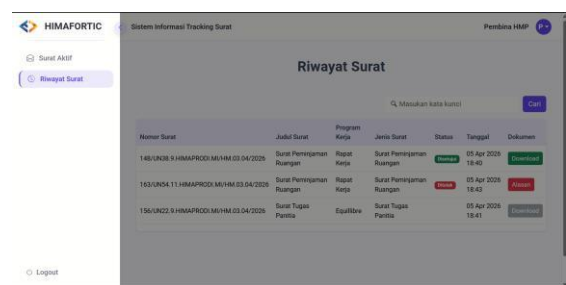 HIMAFORTIC
Sistem Informasi Tracking Surat
Pembina HMP
P
Surat Aktif
Riwayat Surat
Riwayat Surat
Masukan kata kunci
Cari
Nomor Surat Judul Surat Program Kerja Jenis Surat Status Tanggal Dokumen
148/UN38.9.HIMAPRODI.MI/HM.03.04/2026 Surat Peminjaman Ruangan Rapat Kerja Surat Peminjaman Ruangan Disetujui 05 Apr 2026 18:40 Download
163/UN54.11.HIMAPRODI.MI/HM.03.04/2026 Surat Peminjaman Ruangan Rapat Kerja Surat Peminjaman Ruangan Ditolak 05 Apr 2026 18:43 Alasan
156/UN22.9.HIMAPRODI.MI/HM.03.04/2026 Surat Tugas Panitia Equilibre Surat Tugas Panitia 05 Apr 2026 18:41 Download
Logout